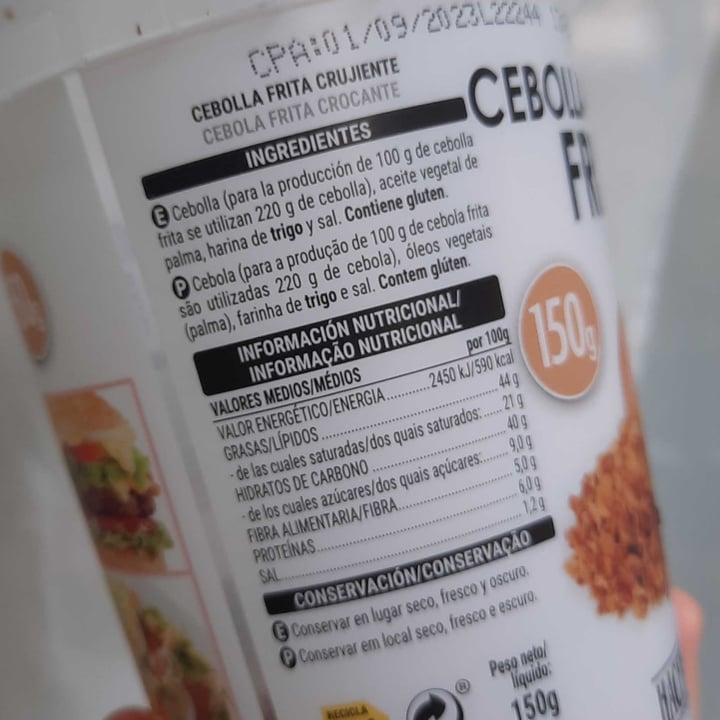 CPA:01/09/2023L22244
CEBOLLA FRITA CRUJIENTE
CEBOLA FRITA CROCANTE
INGREDIENTES
E Cebolla (para la producción de 100 g de cebolla
frita se utilizan 220 g de cebolla), aceite vegetal de
palma, harina de trigo y sal. Contiene gluten.
P Cebola (para a produção de 100 g de cebola frita
são utilizadas 220 g de cebola), óleos vegetais
(palma), farinha de trigo e sal. Contem glúten.
INFORMACIÓN NUTRICIONAL/
INFORMAÇÃO NUTRICIONAL
VALORES MEDIOS/MÉDIOS por 100g
VALOR ENERGÉTICO/ENERGIA 2450 kJ/590 kcal
GRASAS/LÍPIDOS 44 g
- de las cuales saturadas/dos quais saturados: 21 g
HIDRATOS DE CARBONO 40 g
- de los cuales azúcares/dos quais açúcares: 9,0 g
FIBRA ALIMENTARIA/FIBRA 5,0 g
PROTEÍNAS 6,0 g
SAL 1,2 g
CONSERVACIÓN/CONSERVAÇÃO
E Conservar en lugar seco, fresco y oscuro.
P Conservar em local seco, fresco e escuro.
Peso neto/
líquido:
150g
RECICLA
®
CEBOLL
FR
150g